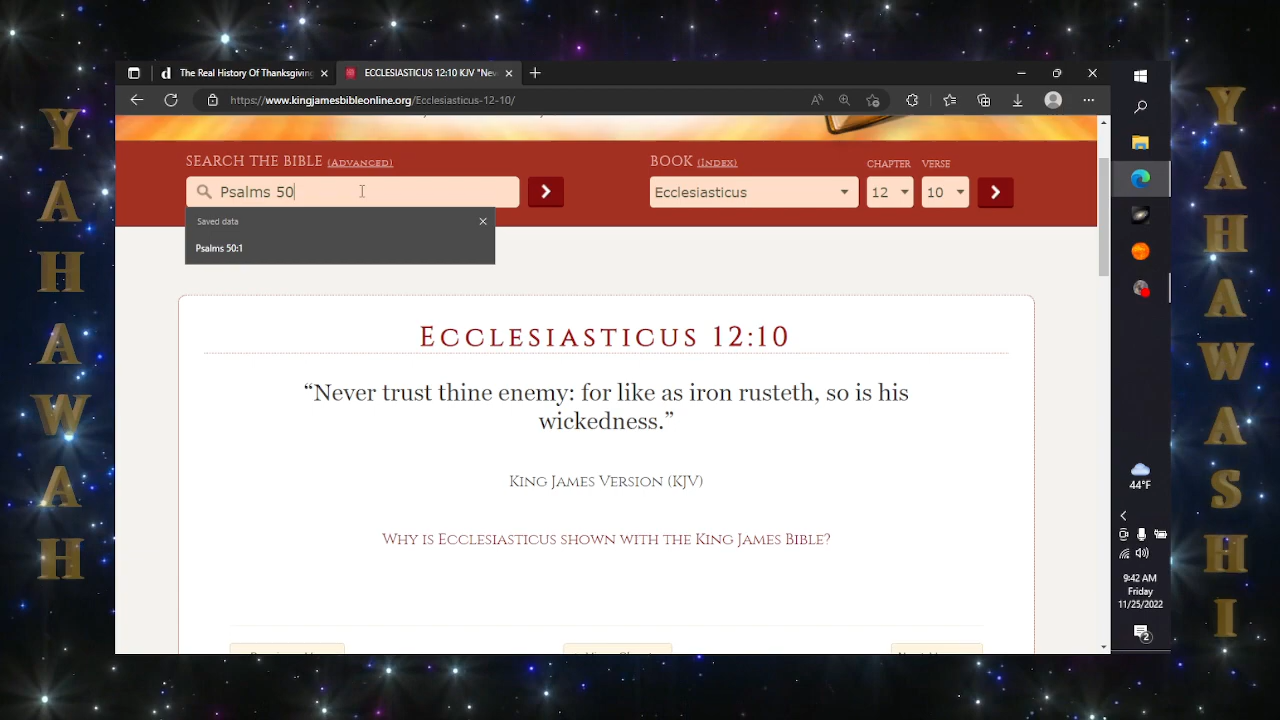 YAHAWAH
The Real History Of Thanksgiving
ECCLESIASTICUS 12:10 KJV "Nev
https://www.kingjamesbibleonline.org/Ecclesiasticus-12-10/
SEARCH THE BIBLE (ADVANCED)
Psalms 50
Saved data
Psalms 50:1
BOOK (INDEX)
CHAPTER
VERSE
Ecclesiasticus
12
10
ECCLESIASTICUS 12:10
“Never trust thine enemy: for like as iron rusteth, so is his
wickedness.”
KING JAMES VERSION (KJV)
WHY IS ECCLESIASTICUS SHOWN WITH THE KING JAMES BIBLE?
44°F
9:42 AM
Friday
11/25/2022
2
YAHAWASHI